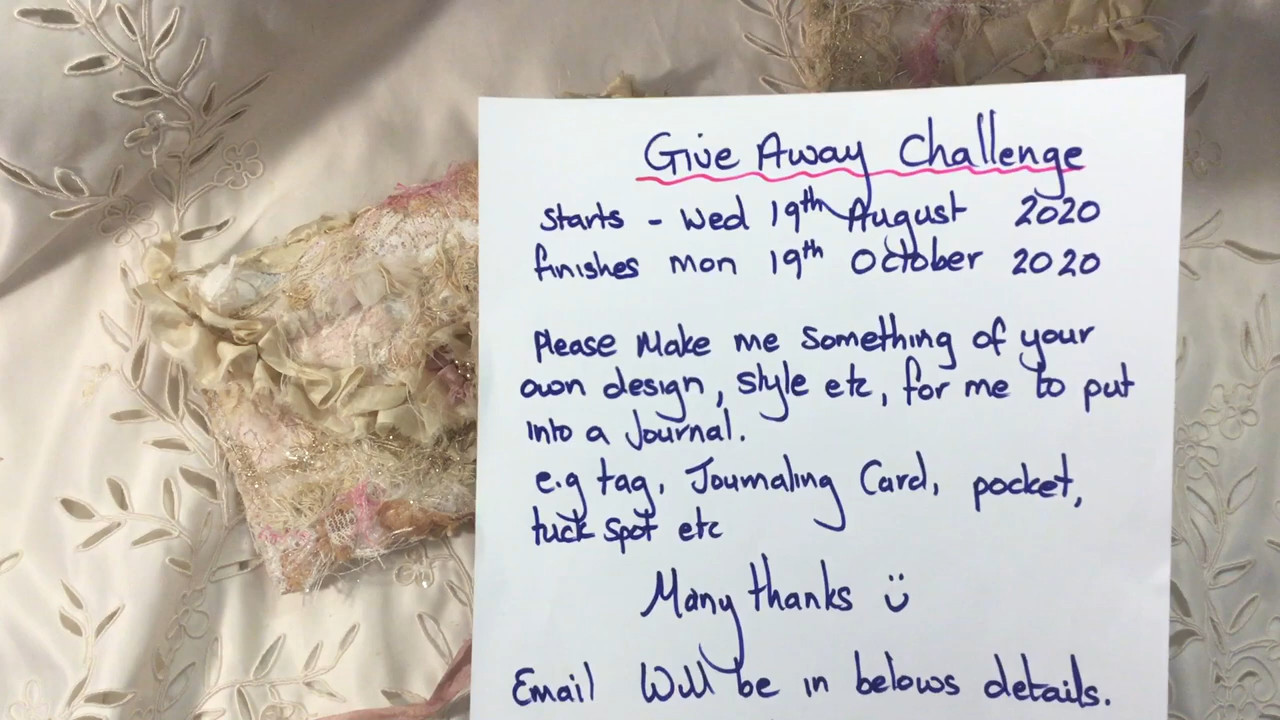 Give Away Challenge
Starts - Wed 19th August 2020
finishes Mon 19th October 2020
Please Make me Something of your
own design, style etc, for me to put
into a Journal.
e.g tag, Journaling Card, pocket,
tuck spot etc
Many thanks ü
Email Will be in belows details.